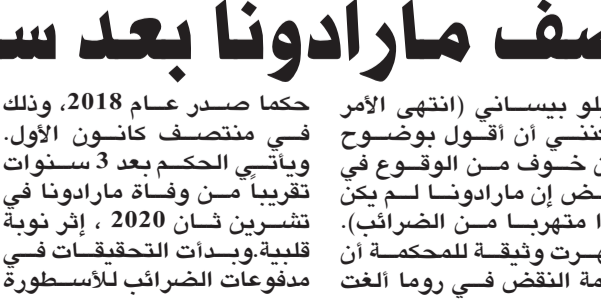 مارادونا بعد
بيساني (انتهى الأمر
أن أقول بوضوح
خوف من الوقوع في
إن مارادونا لم يكن
متهربا من الضرائب).
وثيقة للمحكمة أن
النقض في روما ألغت
حكما صدر عام 2018، وذلك
في منتصف كانون الأول.
ويأتي الحكم بعد 3 سنوات
تقريباً من وفاة مارادونا في
تشرين ثان 2020 ، إثر نوبة
قلبية.وبدأت التحقيقات في
مدفوعات الضرائب للأسطورة